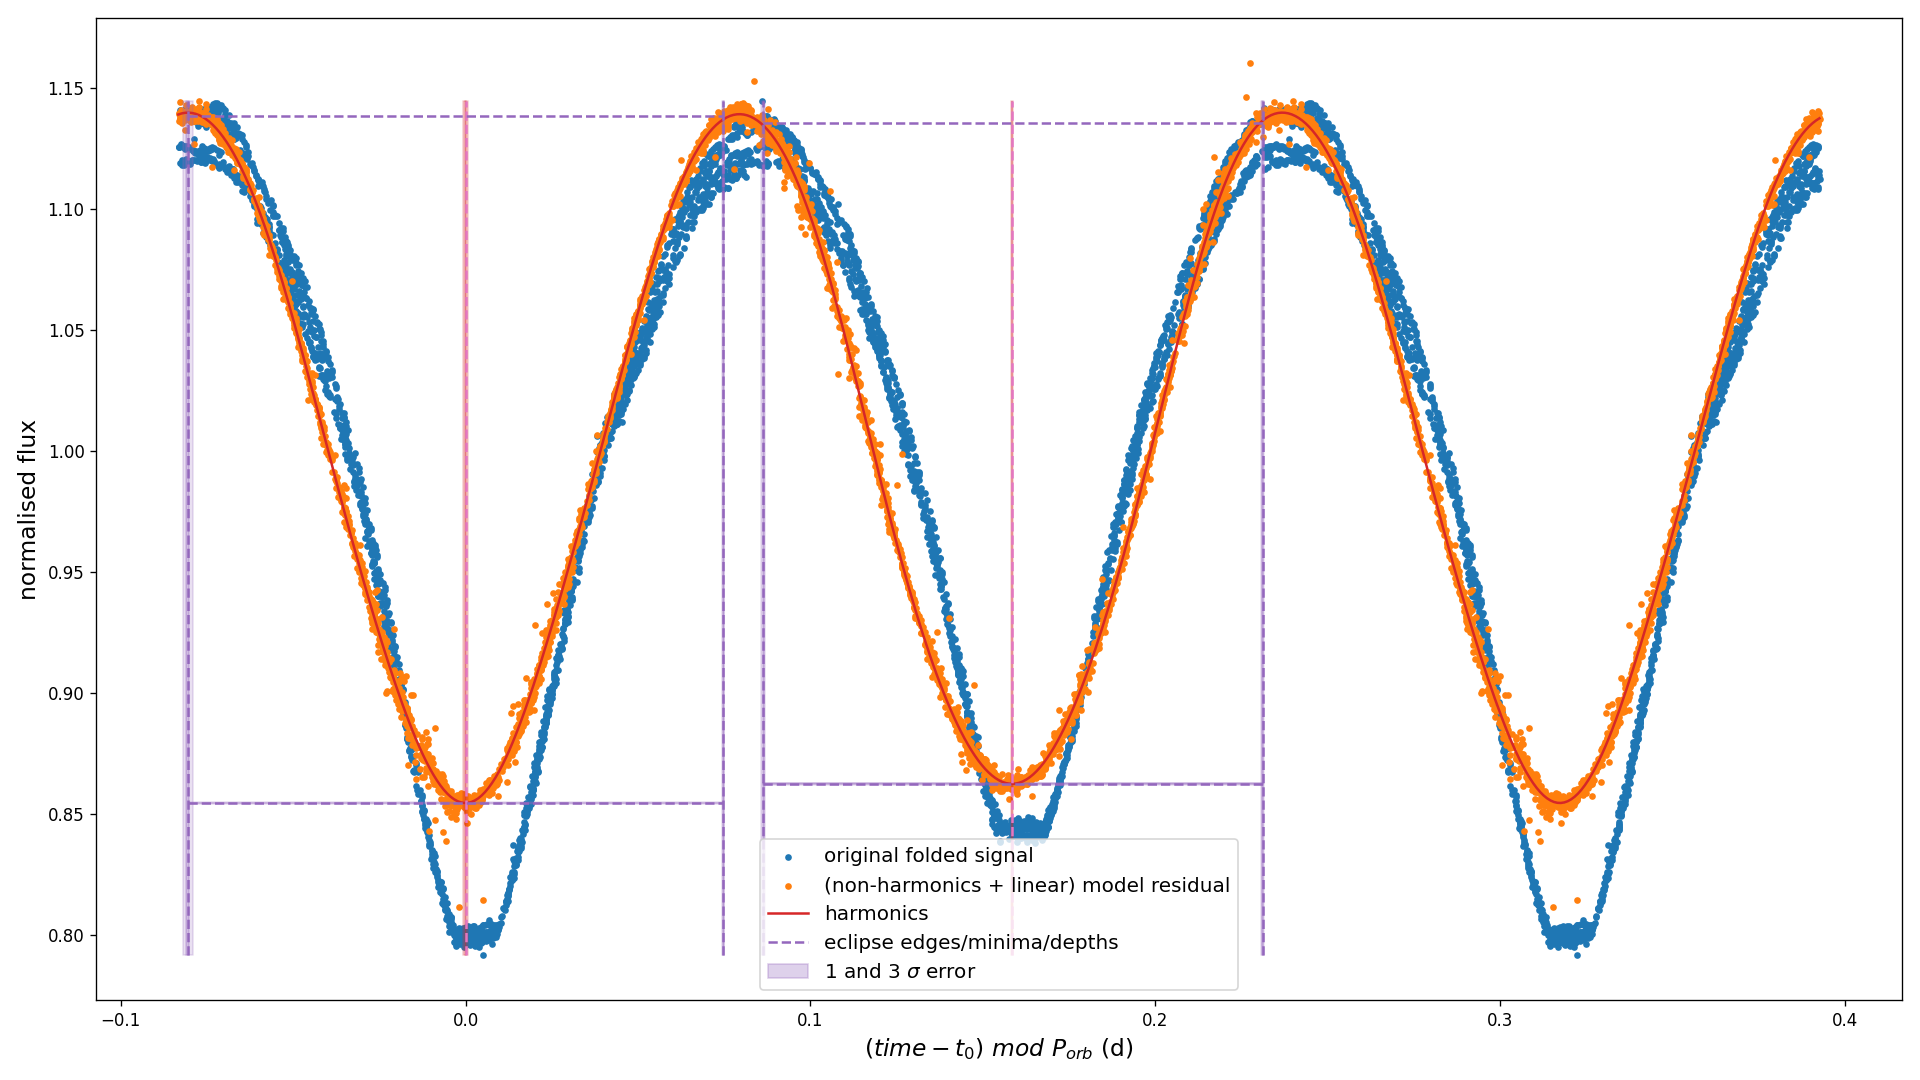 1.15
1.10
1.05
1.00
0.95
0.90
0.85
0.80
normalised flux
original folded signal
(non-harmonics + linear) model residual
harmonics
eclipse edges/minima/depths
1 and 3 σ error
−0.1 0.0 0.1 0.2 0.3 0.4
(time − t₀) mod P_orb (d)